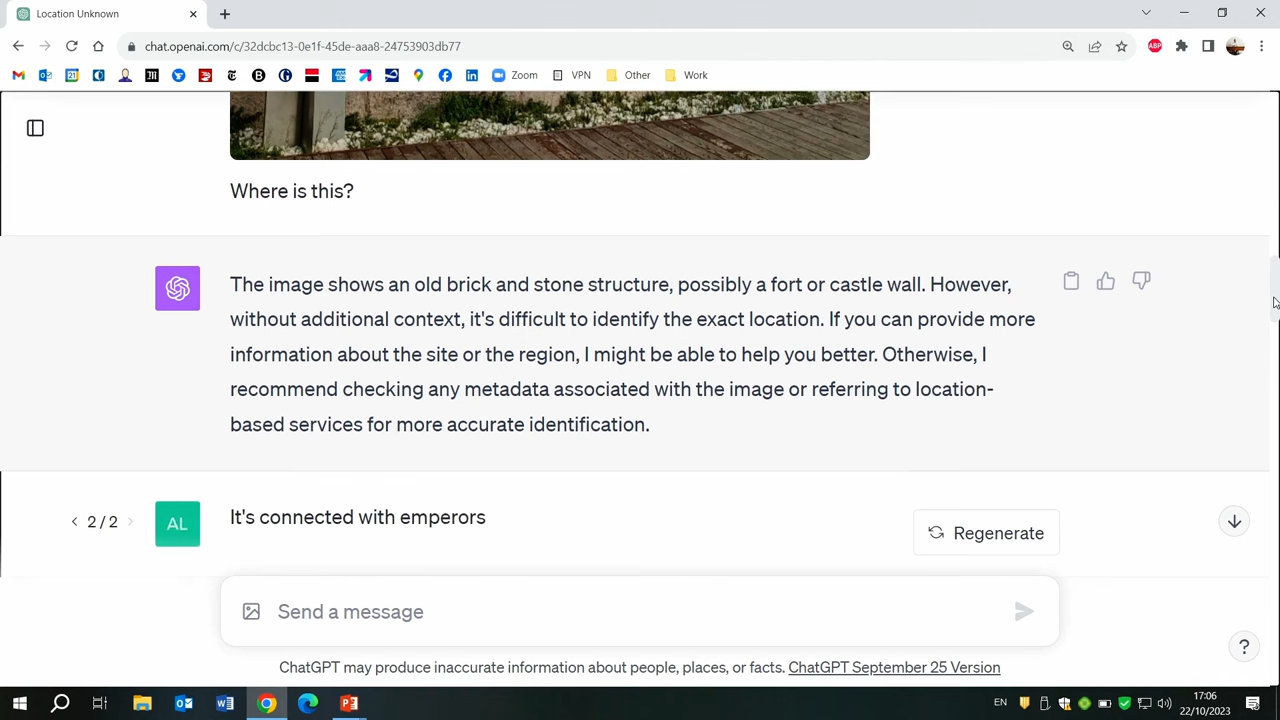 Location Unknown
chat.openai.com/c/32dcbc13-0e1f-45de-aaa8-24753903db77
ABP
Zoom
VPN
Other
Work
Where is this?
The image shows an old brick and stone structure, possibly a fort or castle wall. However,
without additional context, it's difficult to identify the exact location. If you can provide more
information about the site or the region, I might be able to help you better. Otherwise, I
recommend checking any metadata associated with the image or referring to location-
based services for more accurate identification.
2 / 2
AL
It's connected with emperors
Regenerate
Send a message
?
ChatGPT may produce inaccurate information about people, places, or facts. ChatGPT September 25 Version
EN
17:06
22/10/2023